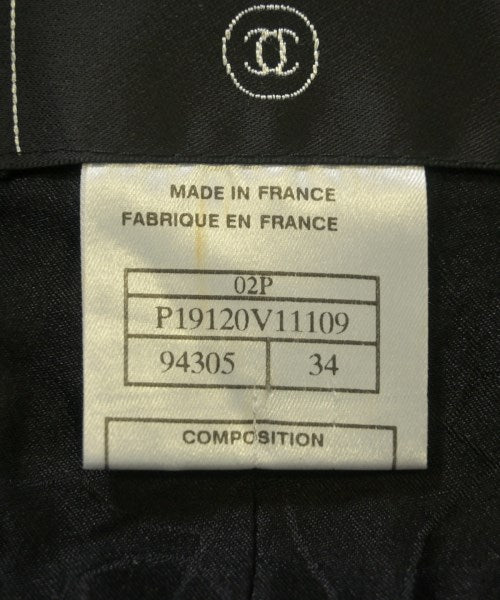 MADE IN FRANCE
FABRIQUE EN FRANCE
02P
P19120V11109
94305 34
COMPOSITION